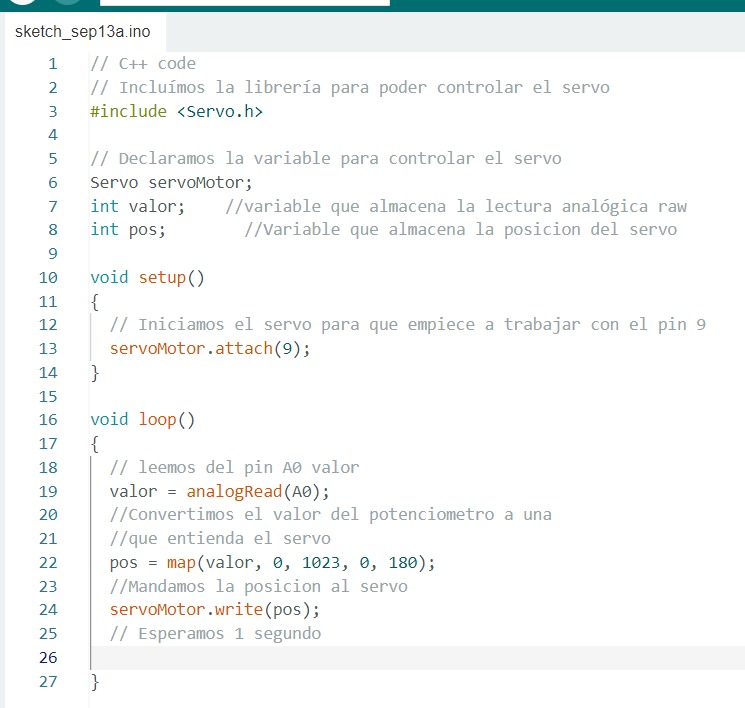 sketch_sep13a.ino
1 // C++ code
2 // Incluímos la librería para poder controlar el servo
3 #include <Servo.h>
4
5 // Declaramos la variable para controlar el servo
6 Servo servoMotor;
7 int valor;    //variable que almacena la lectura analógica raw
8 int pos;        //Variable que almacena la posicion del servo
9
10 void setup()
11 {
12   // Iniciamos el servo para que empiece a trabajar con el pin 9
13   servoMotor.attach(9);
14 }
15
16 void loop()
17 {
18   // leemos del pin A0 valor
19   valor = analogRead(A0);
20   //Convertimos el valor del potenciometro a una
21   //que entienda el servo
22   pos = map(valor, 0, 1023, 0, 180);
23   //Mandamos la posicion al servo
24   servoMotor.write(pos);
25   // Esperamos 1 segundo
26
27 }